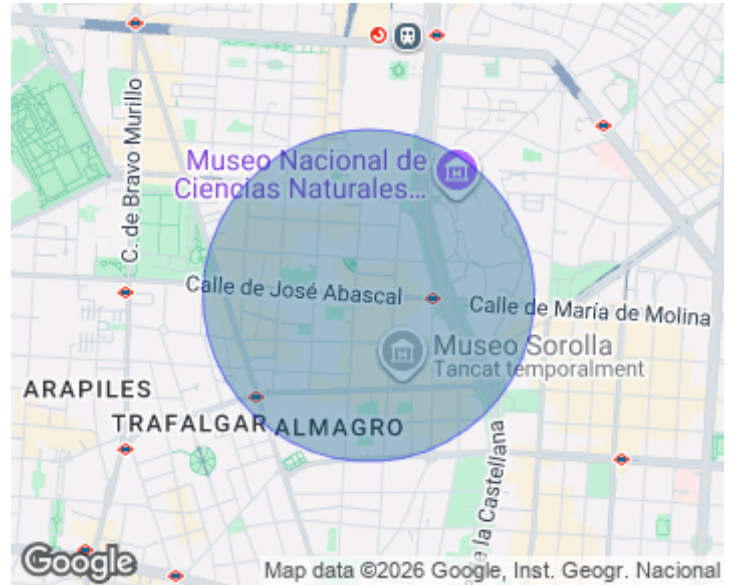 C. de Bravo Murillo
Museo Nacional de
Ciencias Naturales...
Calle de José Abascal
Calle de María de Molina
Museo Sorolla
Tancat temporalment
ARAPILES
TRAFALGAR
ALMAGRO
de la Castellana
Google
Map data ©2026 Google, Inst. Geogr. Nacional